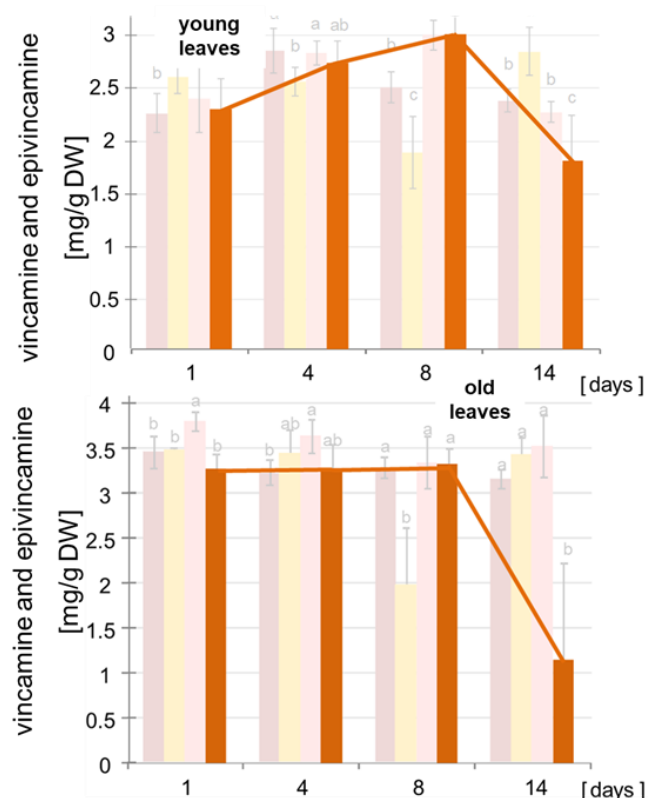 vincamine and epivincamine
[mg/g DW]
young
leaves
3
2.5
2
1.5
1
0.5
0
b
b
a
ab
b
c
b
b
c
1 4 8 14 [days]
vincamine and epivincamine
[mg/g DW]
old
leaves
4
3.5
3
2.5
2
1.5
1
0.5
0
b b a b
b ab a ab
a b a a
a a a b
1 4 8 14 [days]